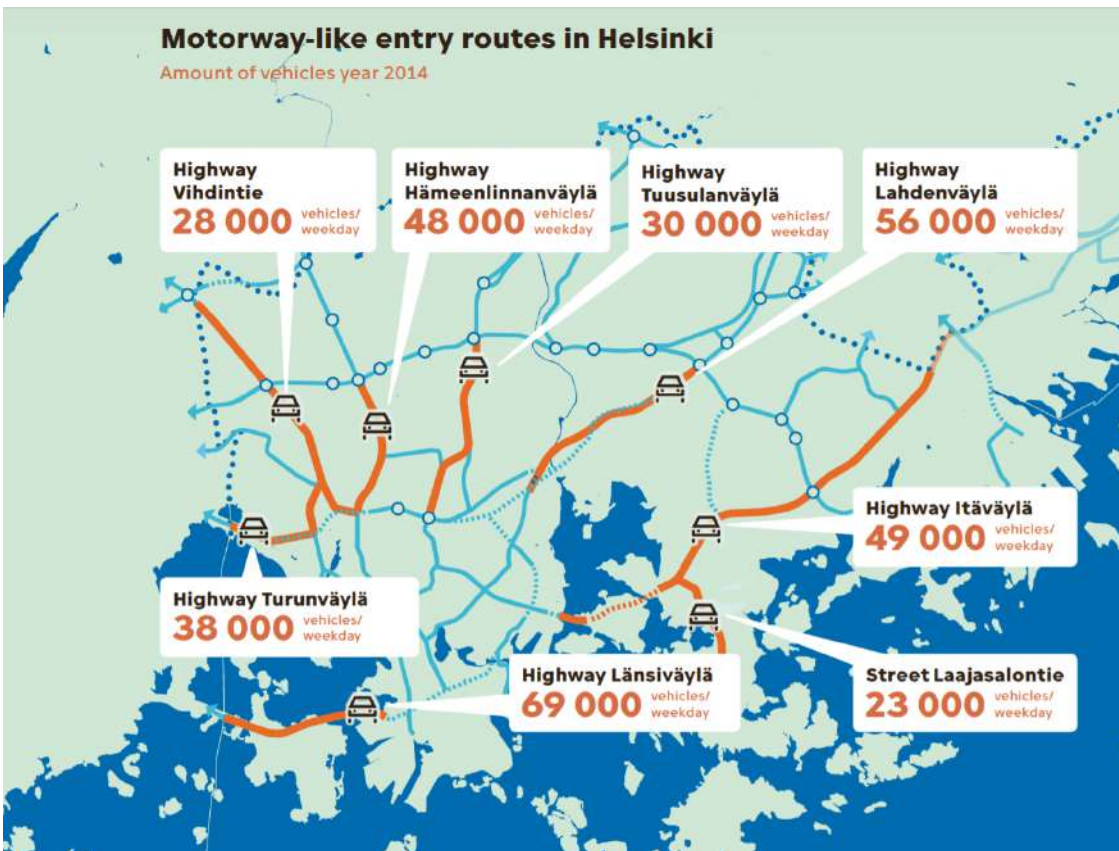 Motorway-like entry routes in Helsinki
Amount of vehicles year 2014
Highway
Vihdintie
28 000 vehicles/
weekday
Highway
Hämeenlinnanväylä
48 000 vehicles/
weekday
Highway
Tuusulanväylä
30 000 vehicles/
weekday
Highway
Lahdenväylä
56 000 vehicles/
weekday
Highway Itäväylä
49 000 vehicles/
weekday
Highway Turunväylä
38 000 vehicles/
weekday
Highway Länsiväylä
69 000 vehicles/
weekday
Street Laajasalontie
23 000 vehicles/
weekday